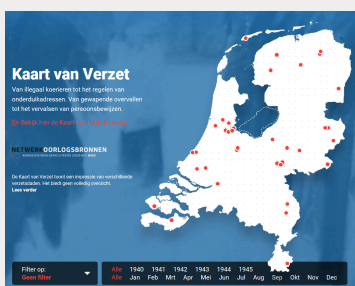 Kaart van Verzet
Van illegaal koerieren tot het regelen van
onderduikadressen. Van gewapende overvallen
tot het vervalsen van persoonsbewijzen.
NETWERK OORLOGSBRONNEN
De Kaart van Verzet toont een impressie van verschillende
verzetsdaden. Het biedt geen volledig overzicht.
Lees verder
Filter op:
Geen filter
Alle 1940 1941 1942 1943 1944 1945
Alle Jan Feb Mrt Apr Mei Jun Jul Aug Sep Okt Nov Dec